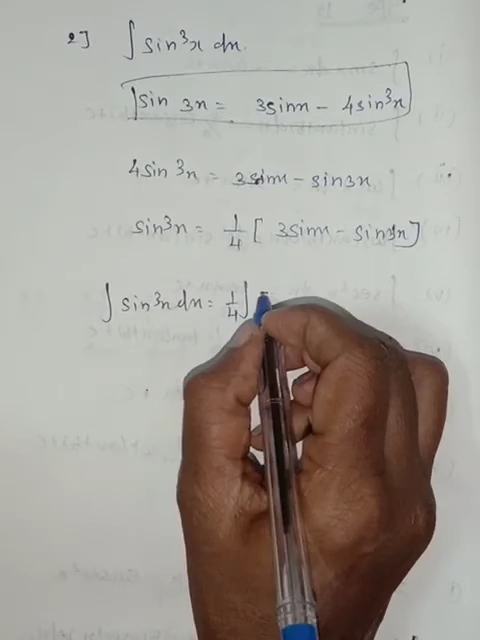 2] ∫ sin³x dx.
sin 3x = 3sinx - 4sin³x
4sin³x = 3sinx - sin3x
sin³x = 1/4 [ 3sinx - sin3x ]
∫ sin³x dx = 1/4 ∫